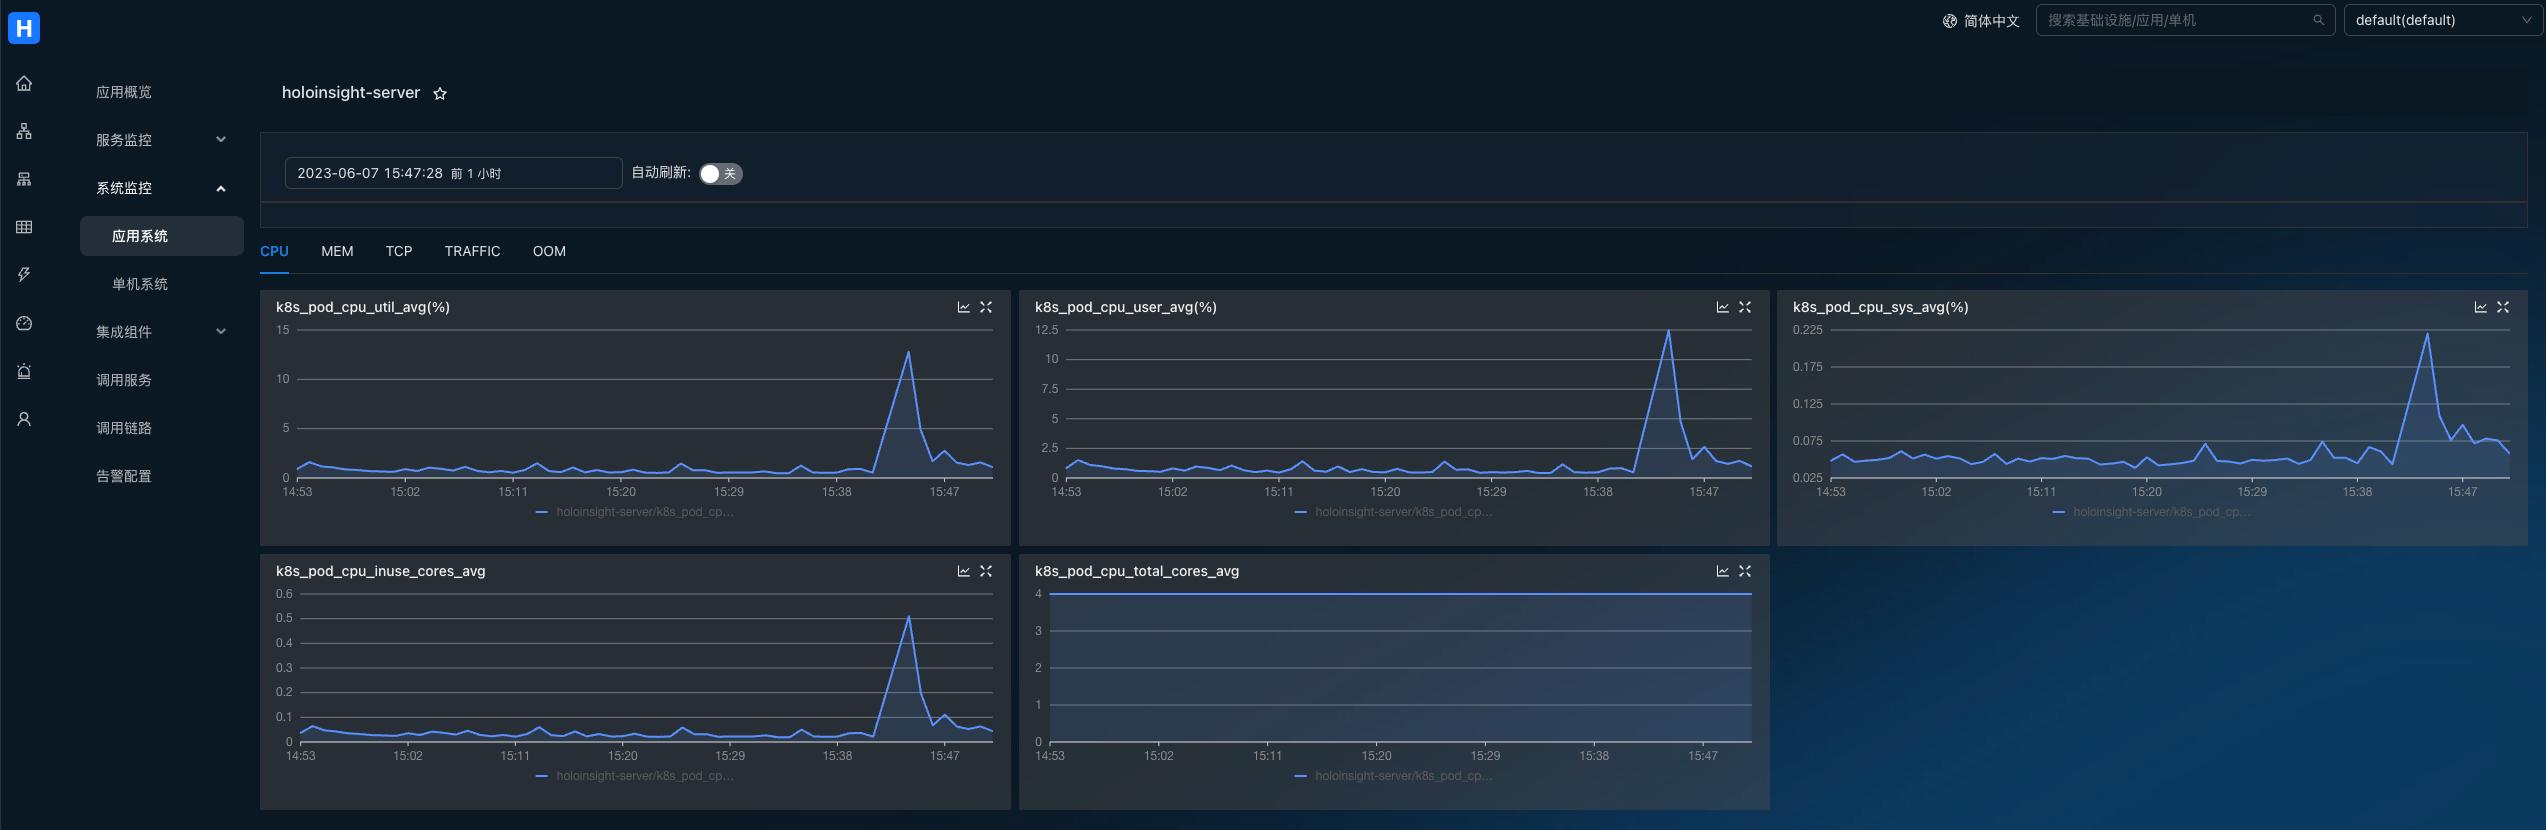 H
简体中文
搜索基础设施/应用/单机
default(default)
应用概览
服务监控
系统监控
应用系统
单机系统
集成组件
调用服务
调用链路
告警配置
holoinsight-server
2023-06-07 15:47:28 前 1 小时
自动刷新: 关
CPU MEM TCP TRAFFIC OOM
k8s_pod_cpu_util_avg(%)
15
10
5
0
14:53 15:02 15:11 15:20 15:29 15:38 15:47
holoinsight-server/k8s_pod_cp...
k8s_pod_cpu_user_avg(%)
12.5
10
7.5
5
2.5
0
14:53 15:02 15:11 15:20 15:29 15:38 15:47
holoinsight-server/k8s_pod_cp...
k8s_pod_cpu_sys_avg(%)
0.225
0.175
0.125
0.075
0.025
14:53 15:02 15:11 15:20 15:29 15:38 15:47
holoinsight-server/k8s_pod_cp...
k8s_pod_cpu_inuse_cores_avg
0.6
0.5
0.4
0.3
0.2
0.1
0
14:53 15:02 15:11 15:20 15:29 15:38 15:47
holoinsight-server/k8s_pod_cp...
k8s_pod_cpu_total_cores_avg
4
3
2
1
0
14:53 15:02 15:11 15:20 15:29 15:38 15:47
holoinsight-server/k8s_pod_cp...